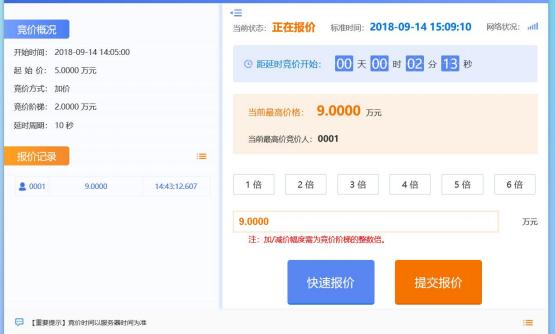 竞价概况
开始时间： 2018-09-14 14:05:00
起 始 价： 5.0000 万元
竞价方式： 加价
竞价阶梯： 2.0000 万元
延时周期： 10 秒
报价记录
0001 9.0000 14:43:12.607
当前状态： 正在报价 标准时间： 2018-09-14 15:09:10 网络状况：
距延时竞价开始： 00 天 00 时 02 分 13 秒
当前最高价格： 9.0000 万元
当前最高价竞价人： 0001
1 倍 2 倍 3 倍 4 倍 5 倍 6 倍
9.0000 万元
注：加/减价幅度需为竞价阶梯的整数倍。
快速报价 提交报价
【重要提示】竞价时间以服务器时间为准